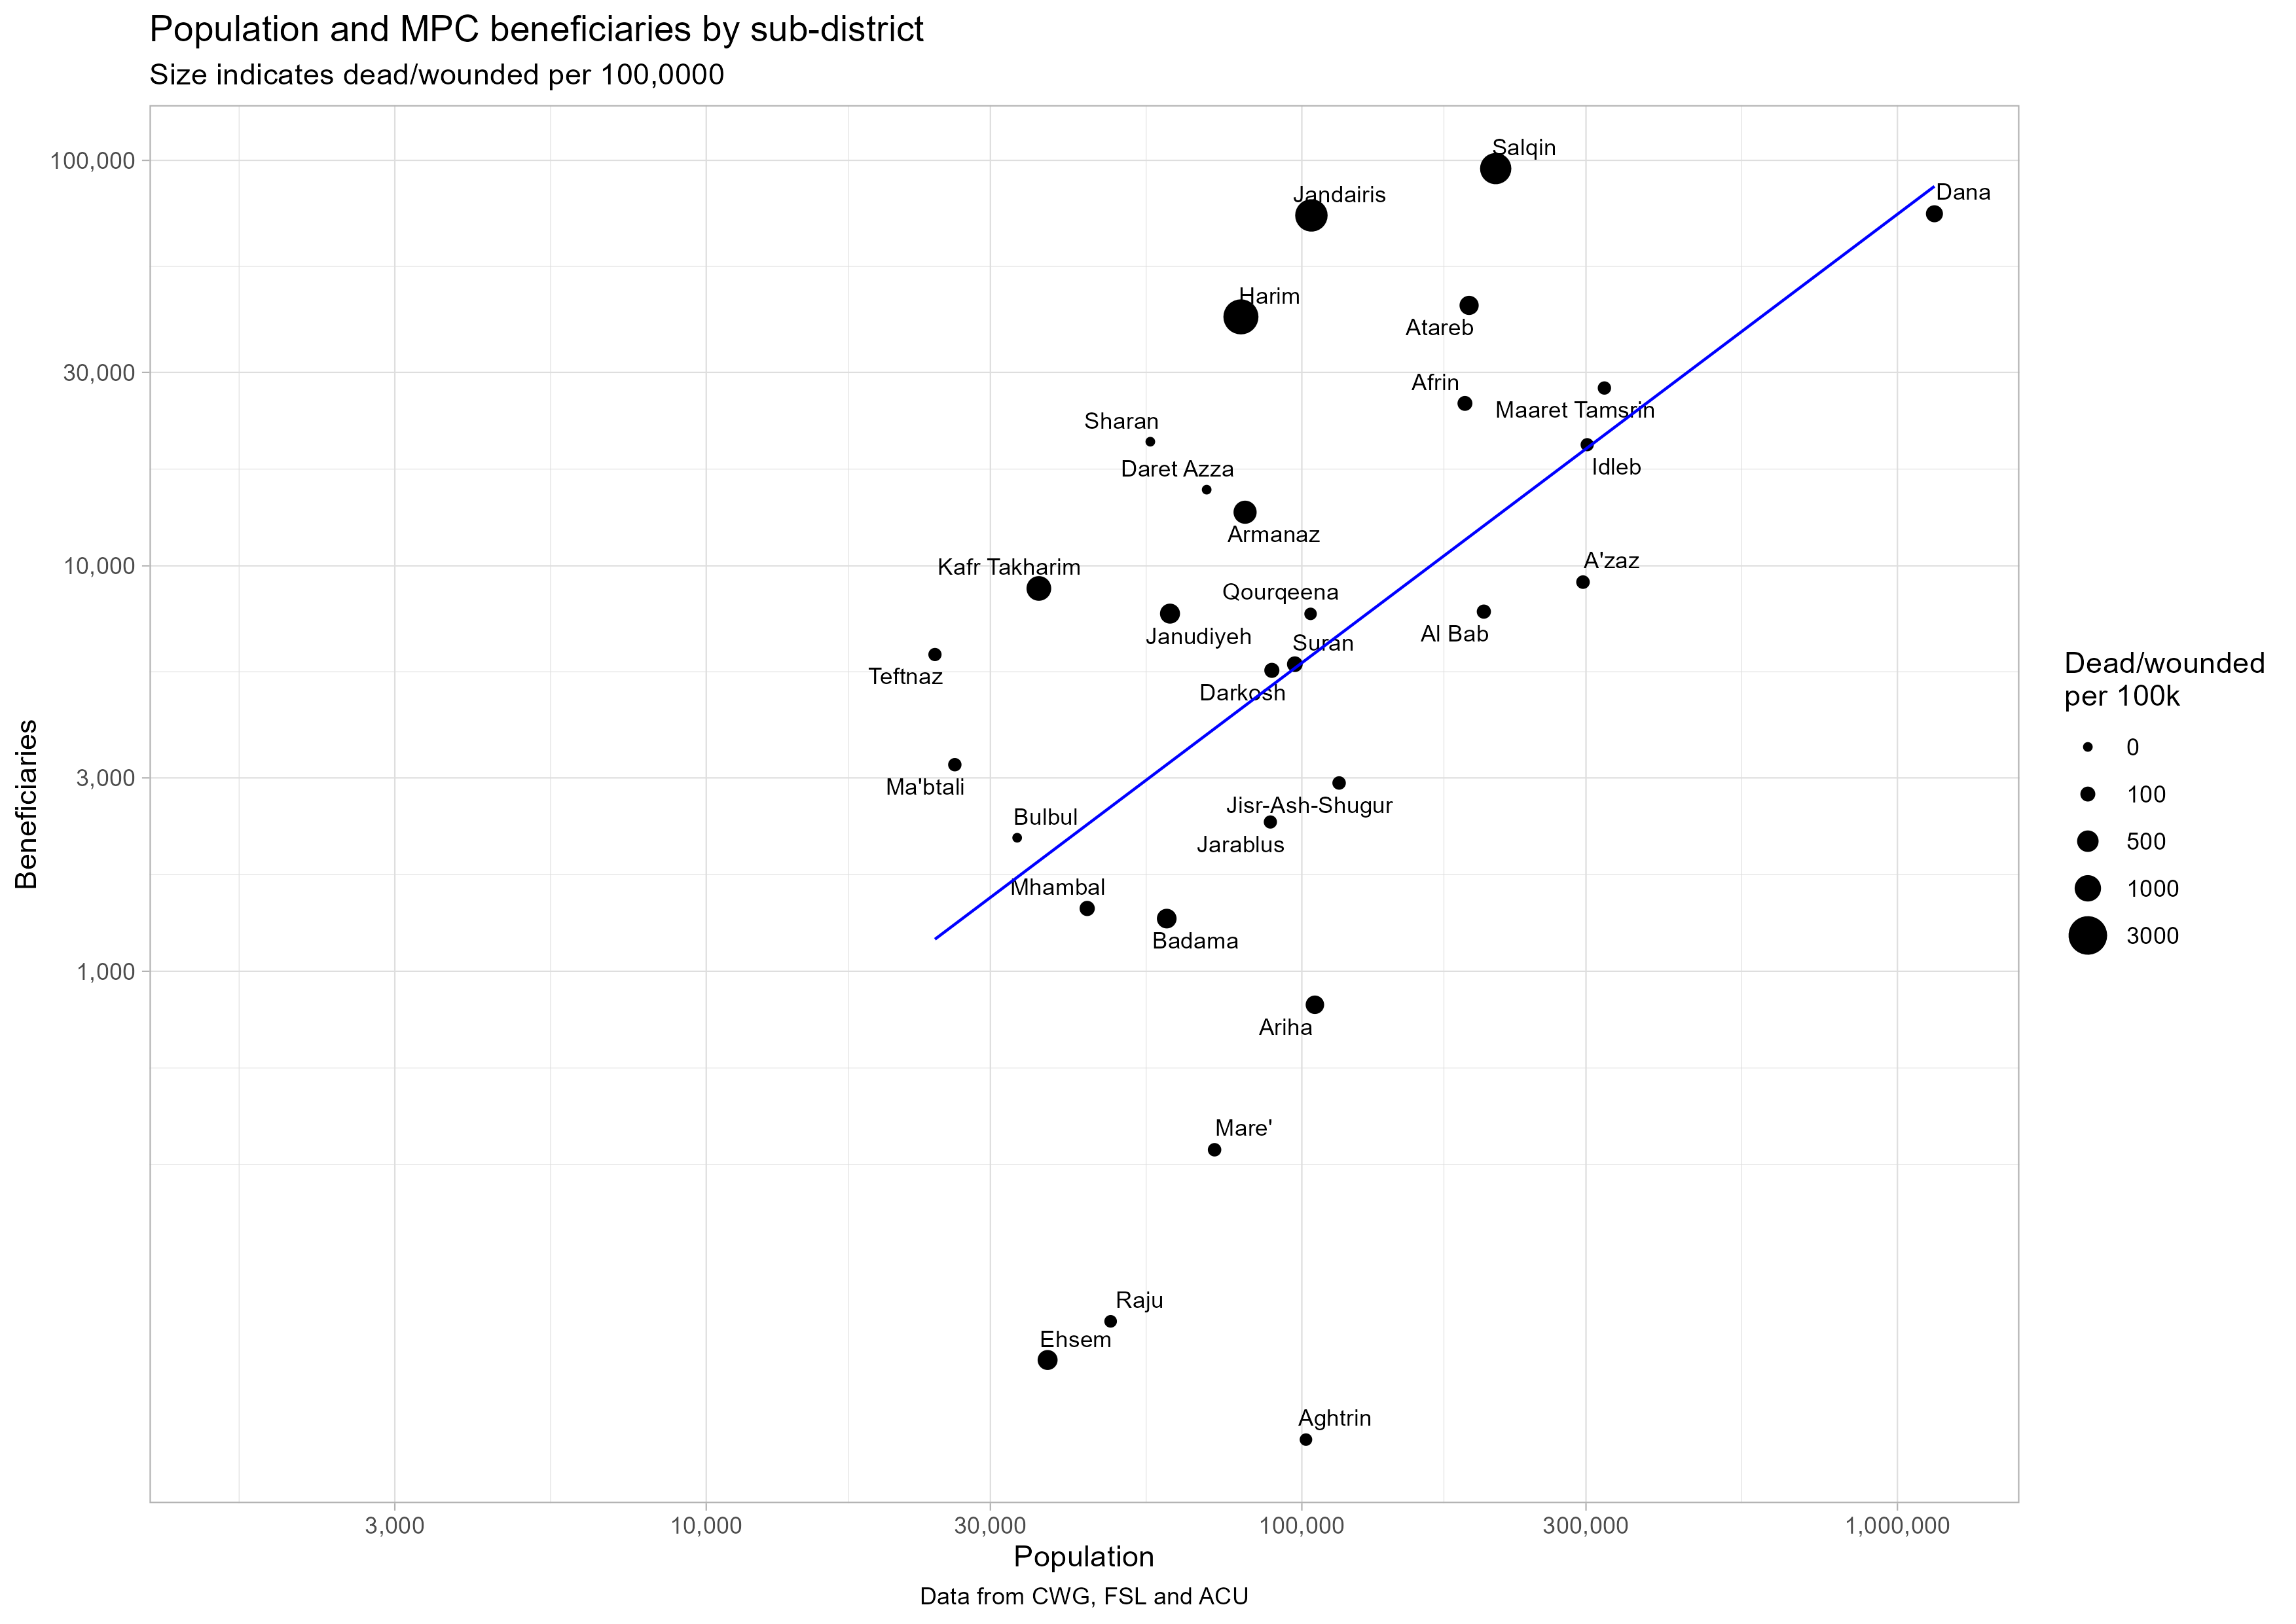 Population and MPC beneficiaries by sub-district
Size indicates dead/wounded per 100,0000
Salqin
100,000
Dana
Jandairis
Harim
Atareb
30,000
Afrin
Maaret Tamsrin
Sharan
Daret Azza
Idleb
Armanaz
A'zaz
10,000
Kafr Takharim
Qourqeena
Janudiyeh
Al Bab
Suran
Teftnaz
Darkosh
3,000
Ma'btali
Jisr-Ash-Shugur
Bulbul
Jarablus
Mhambal
Badama
1,000
Ariha
Mare'
Raju
Ehsem
Aghtrin
Beneficiaries
3,000
10,000
30,000
100,000
300,000
1,000,000
Population
Data from CWG, FSL and ACU
Dead/wounded
per 100k
0
100
500
1000
3000